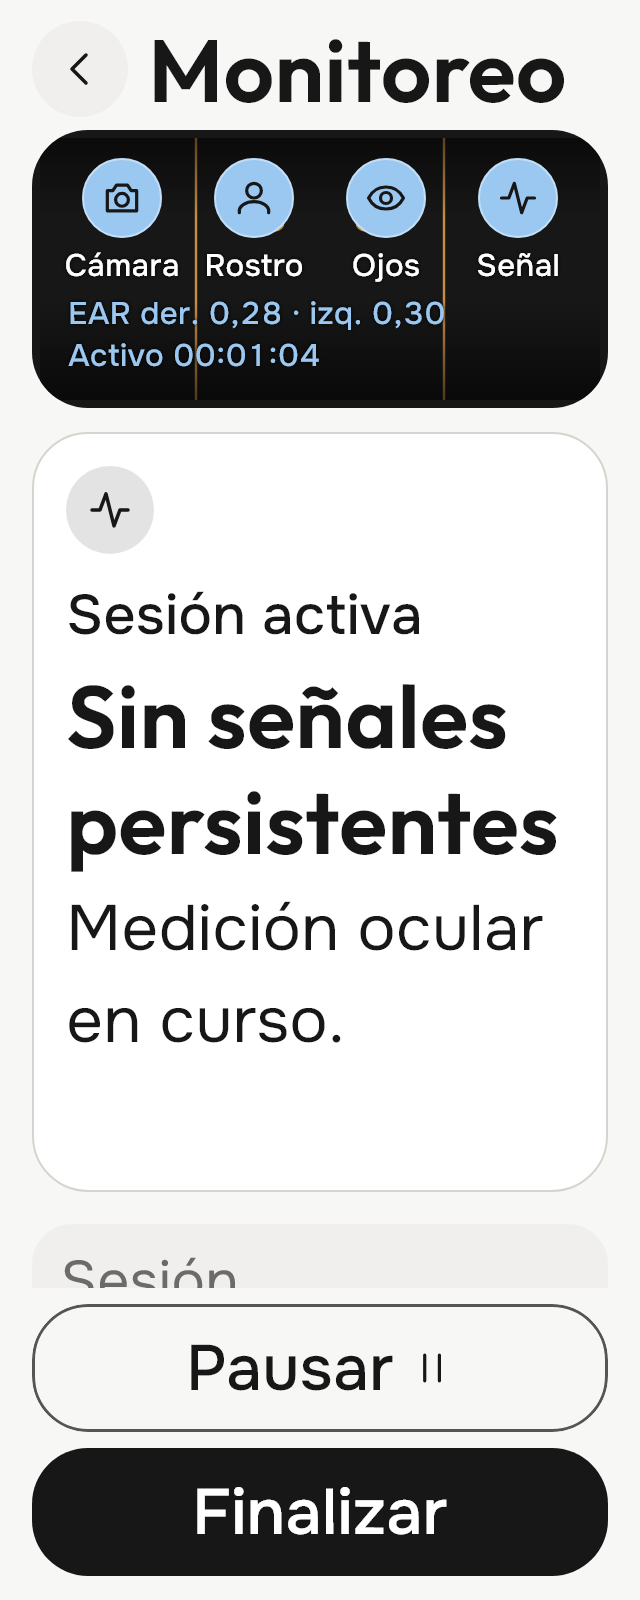 Monitoreo
Cámara Rostro Ojos Señal
EAR der. 0,28 · izq. 0,30
Activo 00:01:04
Sesión activa
Sin señales
persistentes
Medición ocular
en curso.
Sesión
Pausar
Finalizar